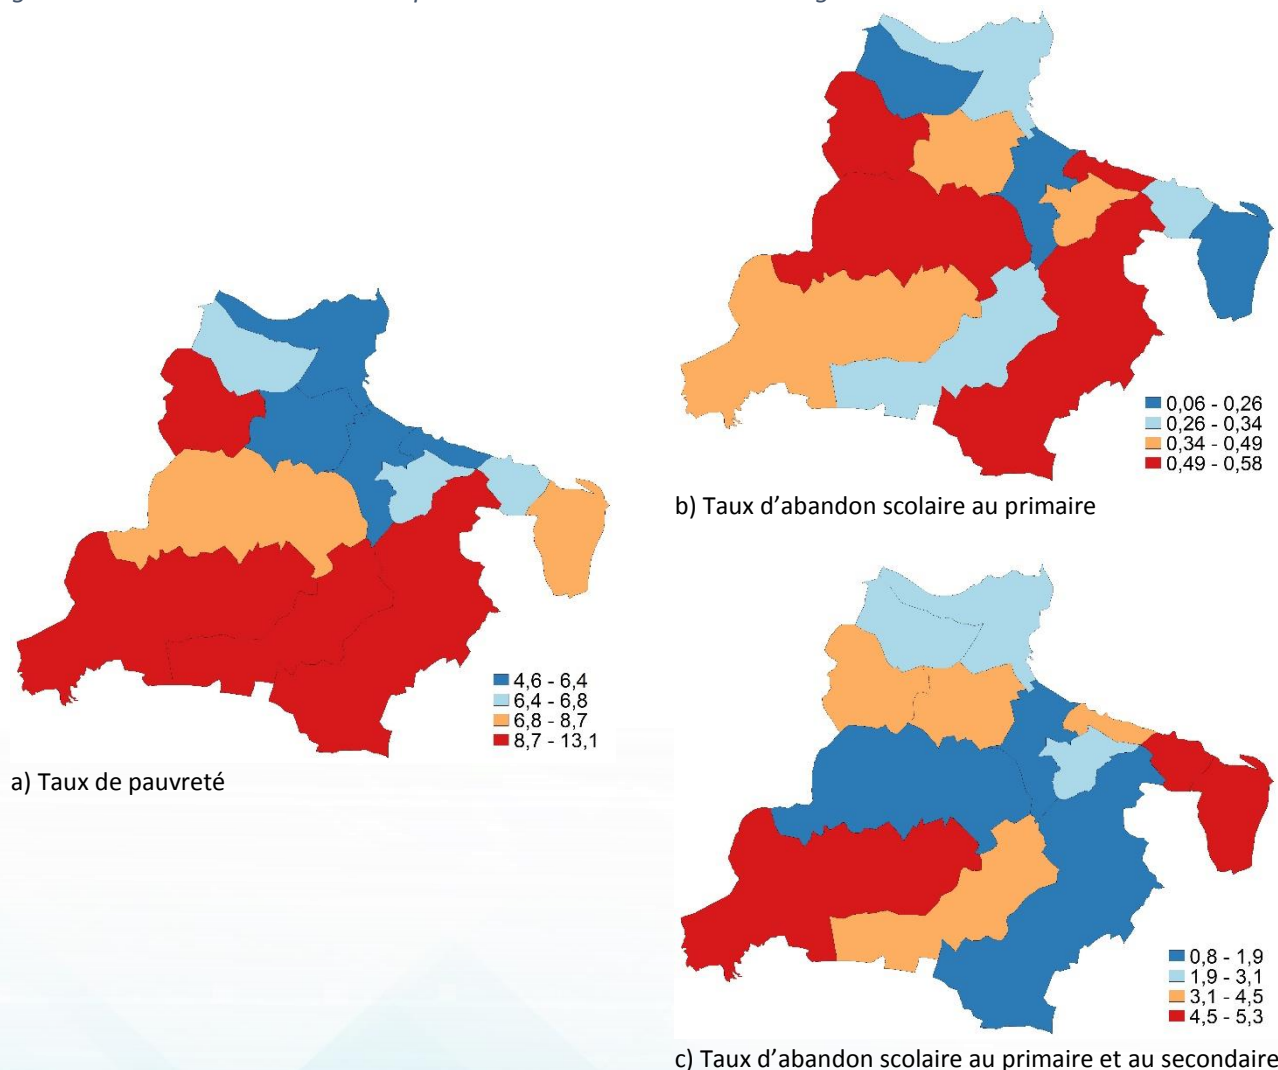 0,06 - 0,26
0,26 - 0,34
0,34 - 0,49
0,49 - 0,58
b) Taux d’abandon scolaire au primaire
4,6 - 6,4
6,4 - 6,8
6,8 - 8,7
8,7 - 13,1
a) Taux de pauvreté
0,8 - 1,9
1,9 - 3,1
3,1 - 4,5
4,5 - 5,3
c) Taux d’abandon scolaire au primaire et au secondaire